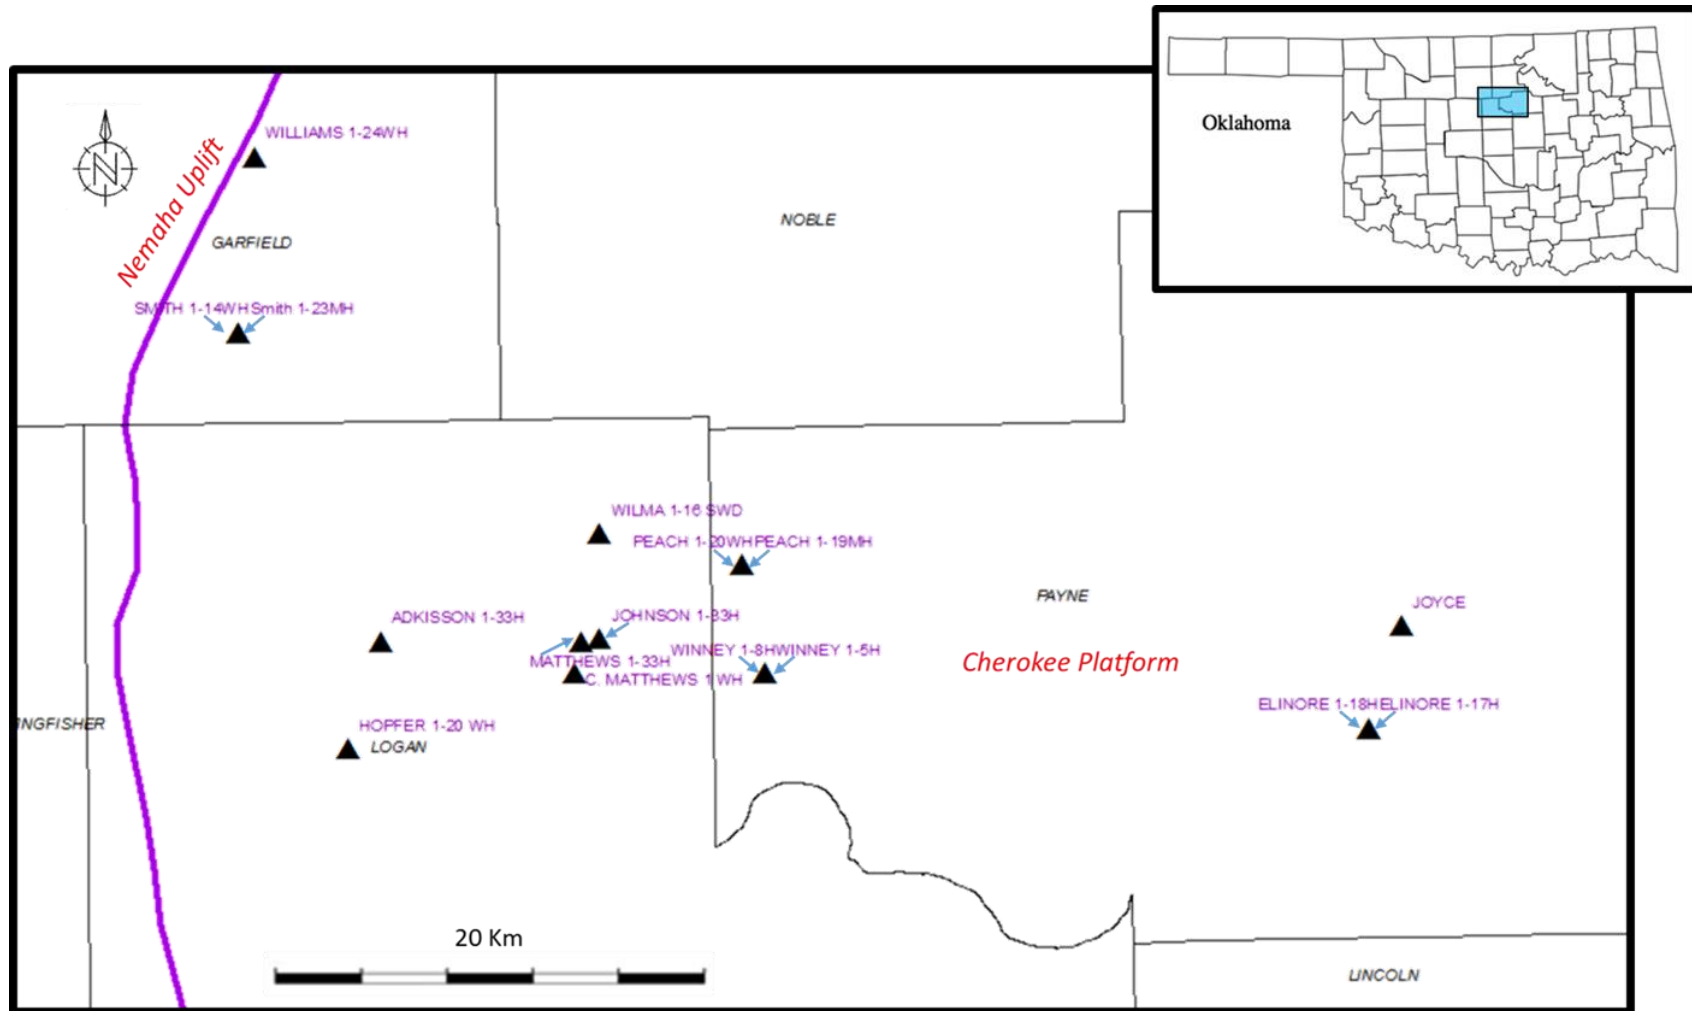 Oklahoma
N
WILLIAMS 1-24WH
Nemaha Uplift
NOBLE
GARFIELD
SMITH 1-14WH Smith 1-23MH
WILMA 1-16 SWD
PEACH 1-20WH PEACH 1-19MH
PAYNE
JOYCE
ADKISSON 1-33H
JOHNSON 1-33H
WINNEY 1-8H WINNEY 1-5H
MATTHEWS 1-33H
Cherokee Platform
C. MATTHEWS 1 WH
ELINORE 1-18H ELINORE 1-17H
INGFISHER
HOPFER 1-20 WH
LOGAN
20 Km
LINCOLN